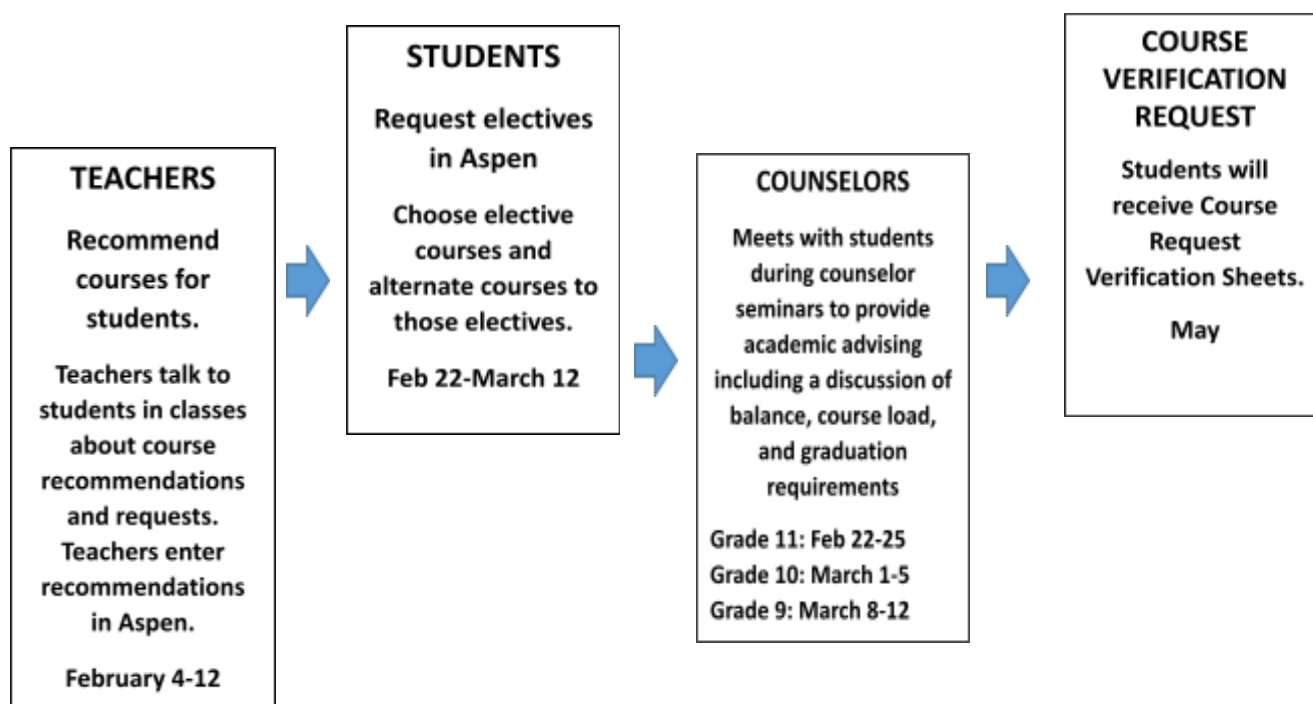 TEACHERS
Recommend
courses for
students.
Teachers talk to
students in classes
about course
recommendations
and requests.
Teachers enter
recommendations
in Aspen.
February 4-12
STUDENTS
Request electives
in Aspen
Choose elective
courses and
alternate courses to
those electives.
Feb 22-March 12
COUNSELORS
Meets with students
during counselor
seminars to provide
academic advising
including a discussion of
balance, course load,
and graduation
requirements
Grade 11: Feb 22-25
Grade 10: March 1-5
Grade 9: March 8-12
COURSE
VERIFICATION
REQUEST
Students will
receive Course
Request
Verification Sheets.
May